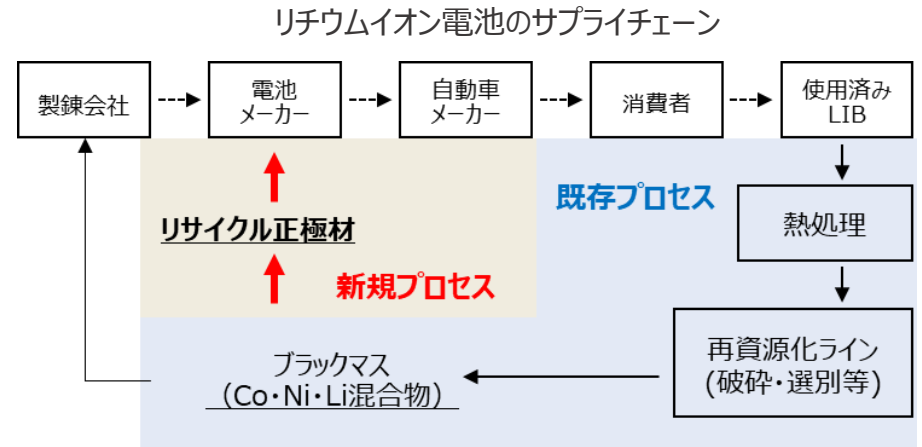 リチウムイオン電池のサプライチェーン
製錬会社
電池
メーカー
自動車
メーカー
消費者
使用済み
LIB
既存プロセス
熱処理
リサイクル正極材
新規プロセス
再資源化ライン
(破砕・選別等)
ブラックマス
（Co・Ni・Li混合物）